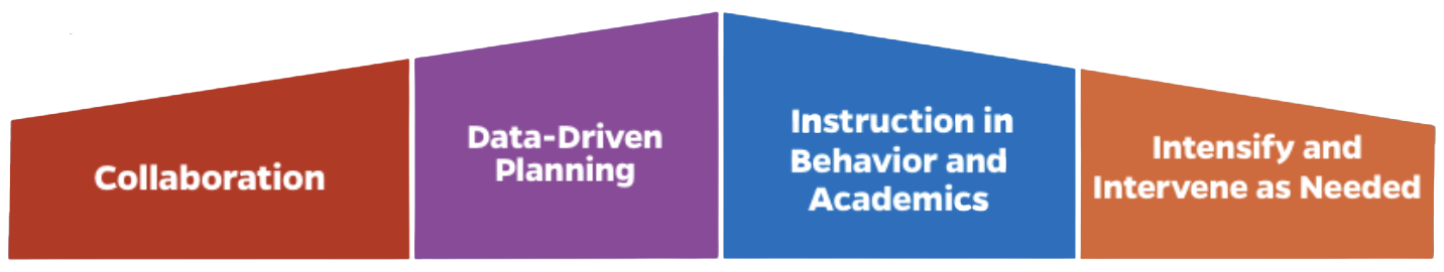 Collaboration
Data-Driven
Planning
Instruction in
Behavior and
Academics
Intensify and
Intervene as Needed